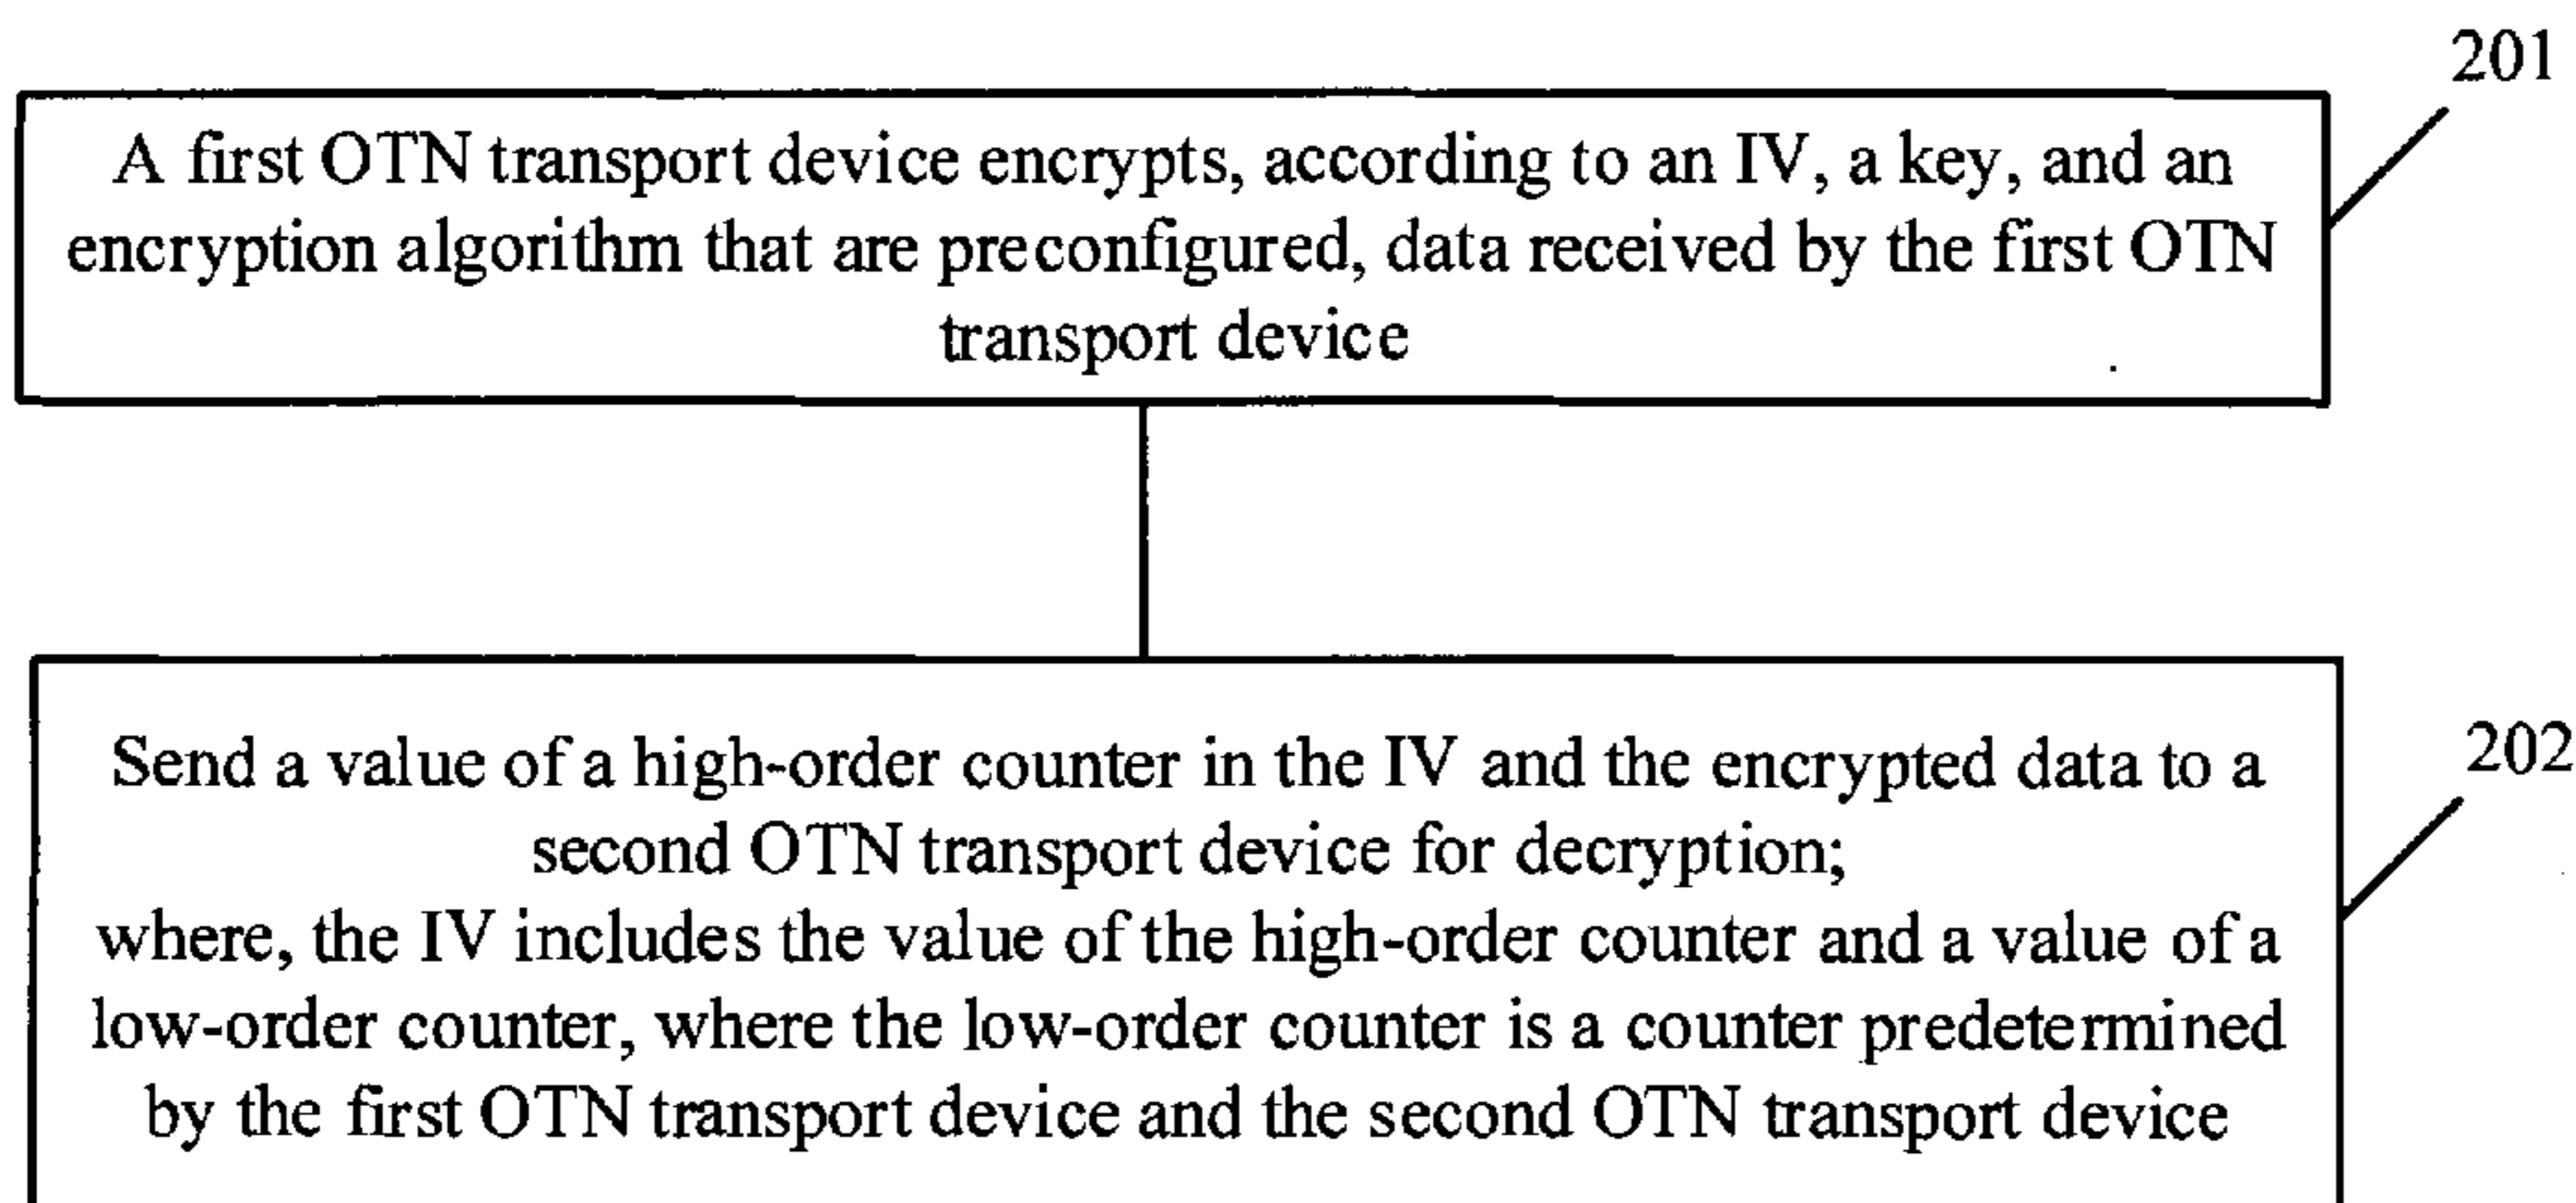 201
A first OTN transport device encrypts, according to an IV, a key, and an
encryption algorithm that are preconfigured, data received by the first OTN
transport device
202
Send a value of a high-order counter in the IV and the encrypted data to a
second OTN transport device for decryption;
where, the IV includes the value of the high-order counter and a value of a
low-order counter, where the low-order counter is a counter predetermined
by the first OTN transport device and the second OTN transport device